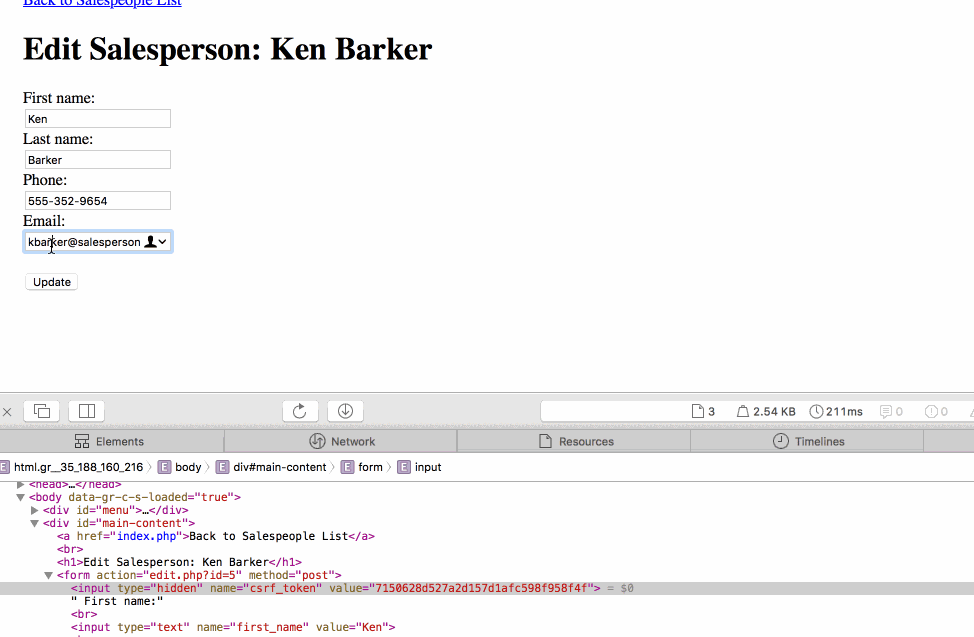 Back to Salespeople List
Edit Salesperson: Ken Barker
First name:
Ken
Last name:
Barker
Phone:
555-352-9654
Email:
kbarker@salesperson
Update
3 2.54 KB 211ms 0 0
Elements Network Resources Timelines
E html.gr__35_188_160_216 E body E div#main-content E form E input
<head>…</head>
<body data-gr-c-s-loaded="true">
<div id="menu">…</div>
<div id="main-content">
<a href="index.php">Back to Salespeople List</a>
<br>
<h1>Edit Salesperson: Ken Barker</h1>
<form action="edit.php?id=5" method="post">
<input type="hidden" name="csrf_token" value="7150628d527a2d157d1afc598f958f4f"> = $0
" First name:"
<br>
<input type="text" name="first_name" value="Ken">